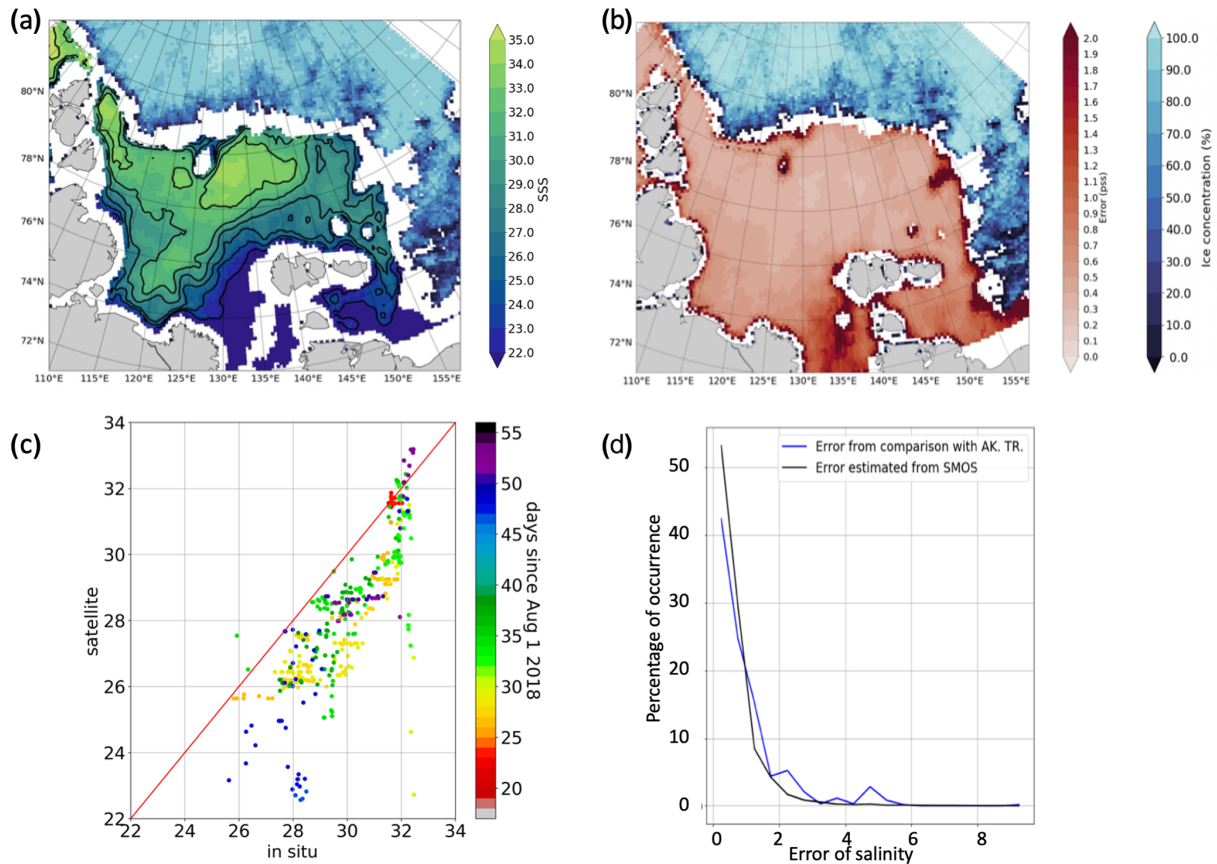 (a)
80°N
78°N
76°N
74°N
72°N
110°E 115°E 120°E 125°E 130°E 135°E 140°E 145°E 150°E 155°E
35.0
34.0
33.0
32.0
31.0
30.0
29.0
28.0
27.0
26.0
25.0
24.0
23.0
22.0
SSS
(b)
80°N
78°N
76°N
74°N
72°N
110°E 115°E 120°E 125°E 130°E 135°E 140°E 145°E 150°E 155°E
2.0
1.9
1.8
1.7
1.6
1.5
1.4
1.3
1.2
1.1
1.0
0.9
0.8
0.7
0.6
0.5
0.4
0.3
0.2
0.1
0.0
Error (pss)
100.0
90.0
80.0
70.0
60.0
50.0
40.0
30.0
20.0
10.0
0.0
Ice concentration (%)
(c)
34
32
30
28
26
24
22
satellite
22 24 26 28 30 32 34
in situ
55
50
45
40
35
30
25
20
days since Aug 1 2018
(d)
Error from comparison with AK. TR.
Error estimated from SMOS
50
40
30
20
10
0
Percentage of occurrence
0 2 4 6 8
Error of salinity